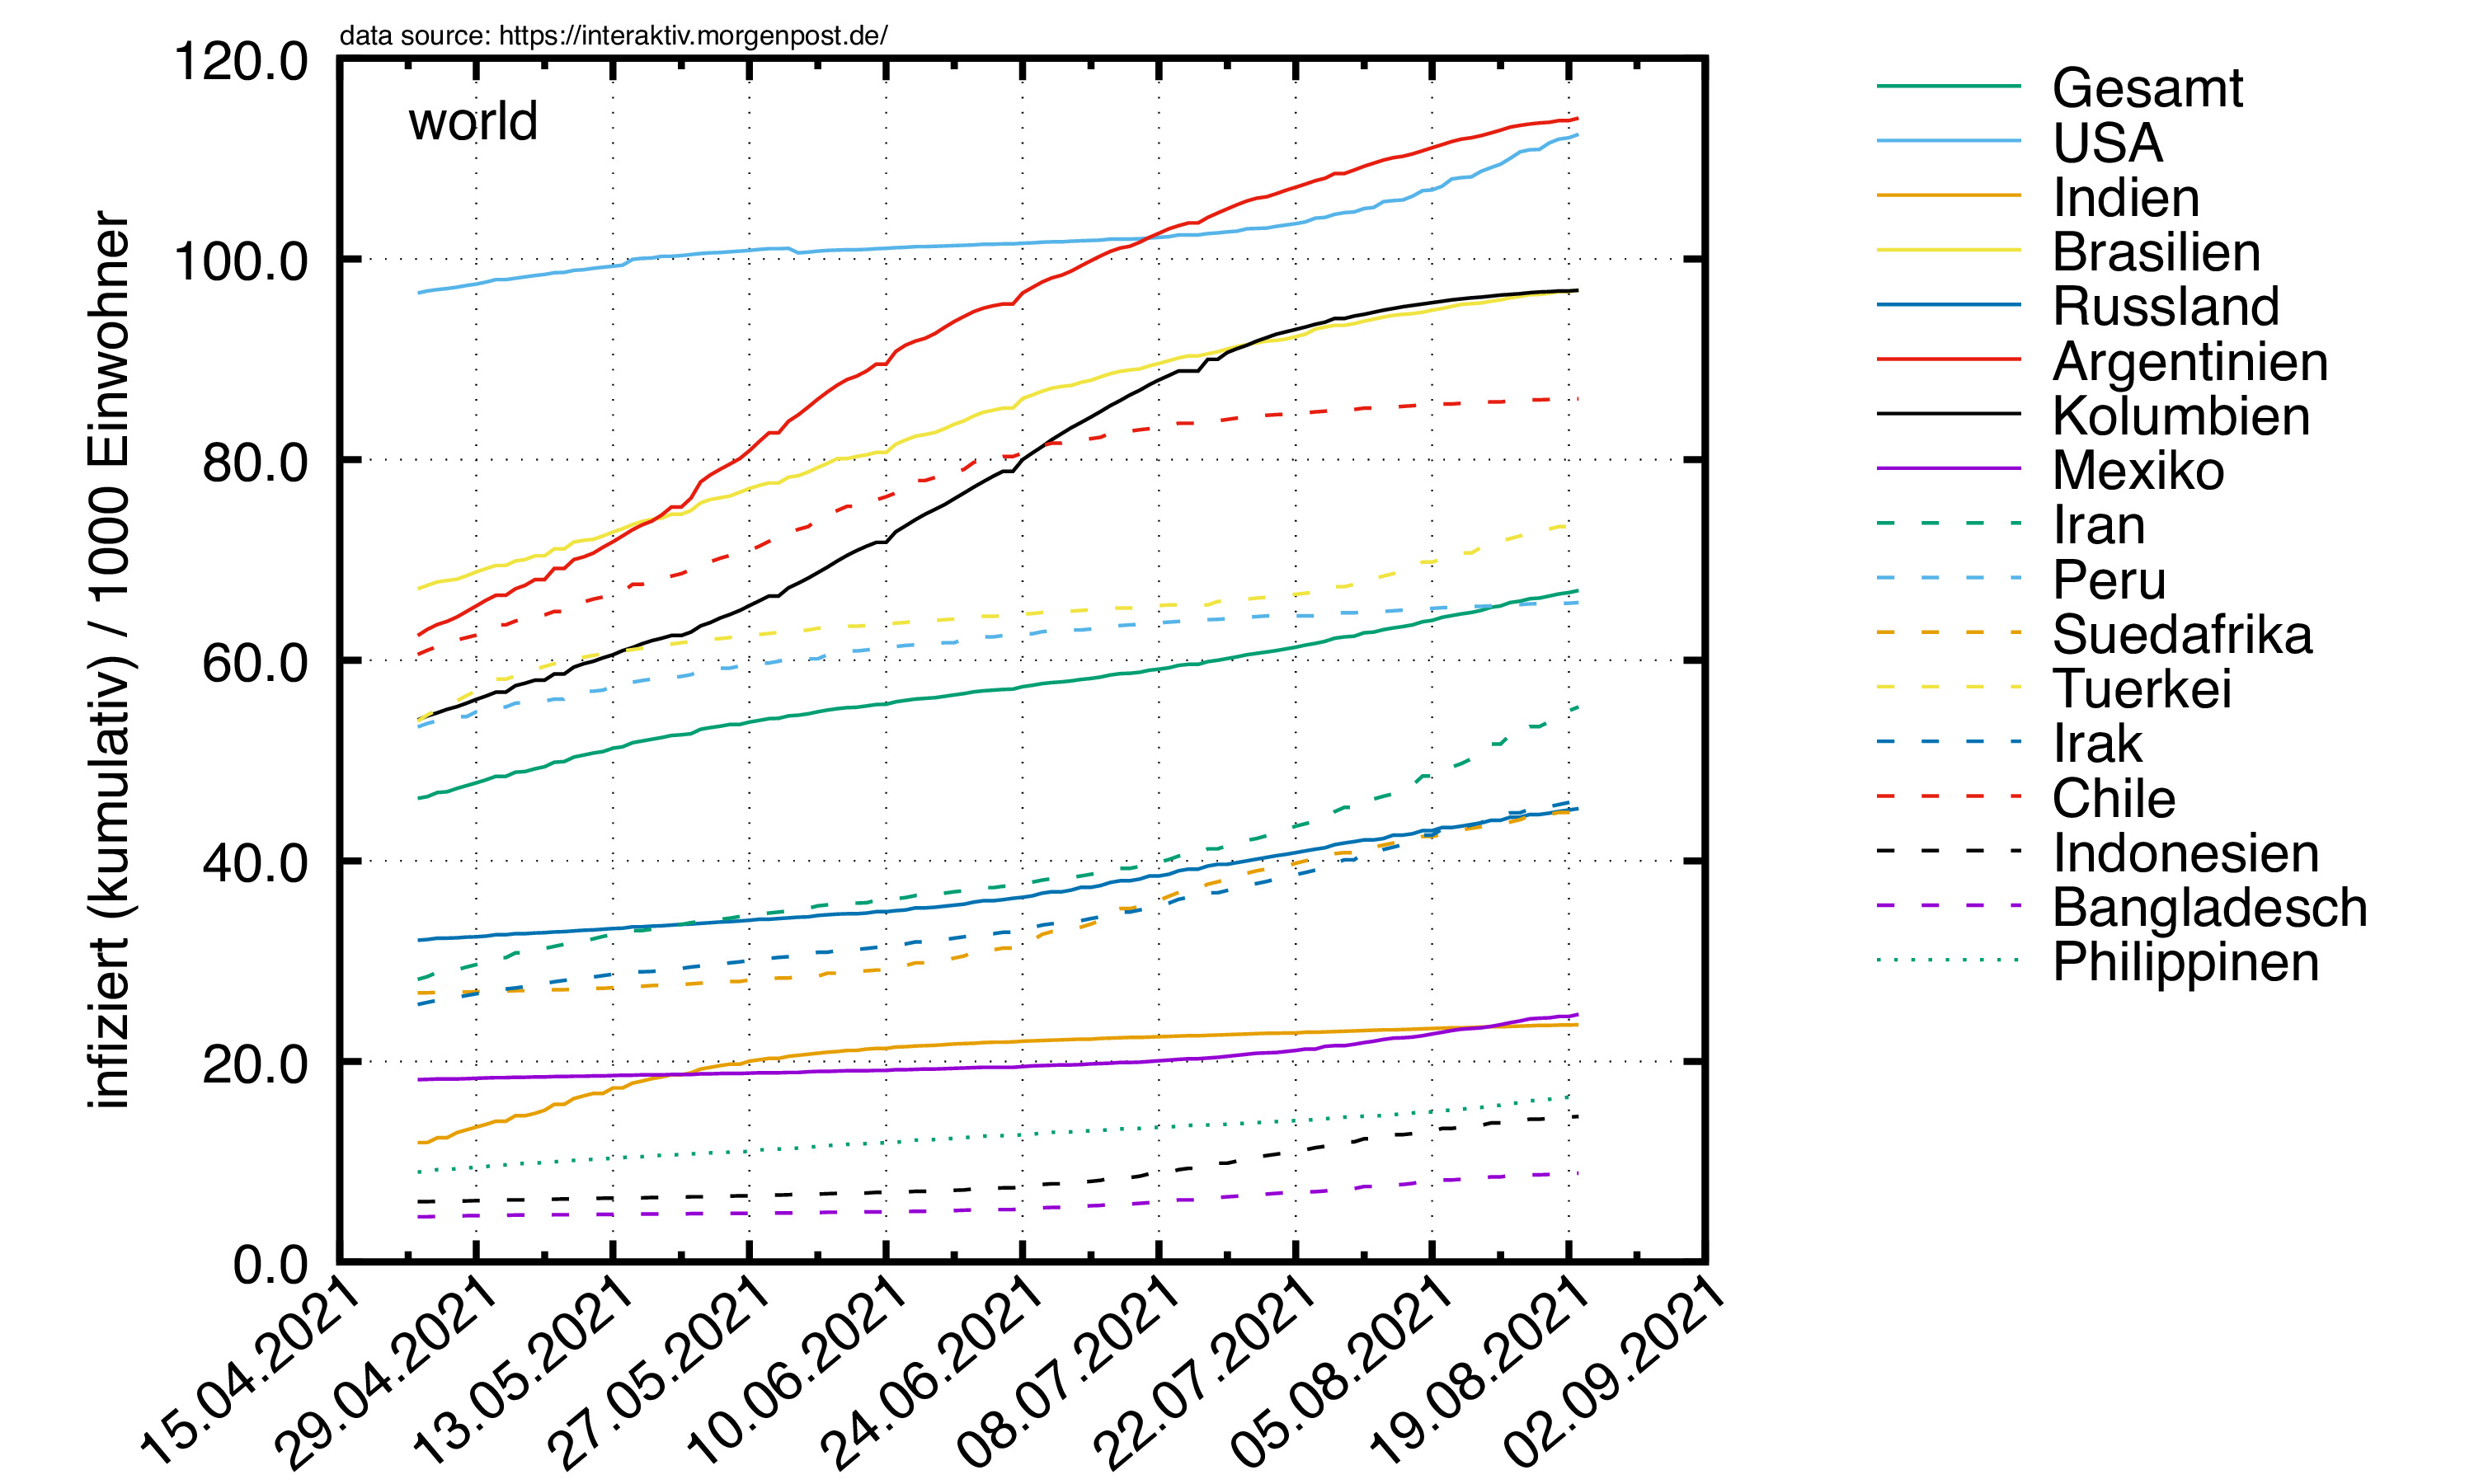 data source: https://interaktiv.morgenpost.de/
world
infiziert (kumulativ) / 1000 Einwohner
120.0
100.0
80.0
60.0
40.0
20.0
0.0
15.04.2021
29.04.2021
13.05.2021
27.05.2021
10.06.2021
24.06.2021
08.07.2021
22.07.2021
05.08.2021
19.08.2021
02.09.2021
Gesamt
USA
Indien
Brasilien
Russland
Argentinien
Kolumbien
Mexiko
Iran
Peru
Suedafrika
Tuerkei
Irak
Chile
Indonesien
Bangladesch
Philippinen